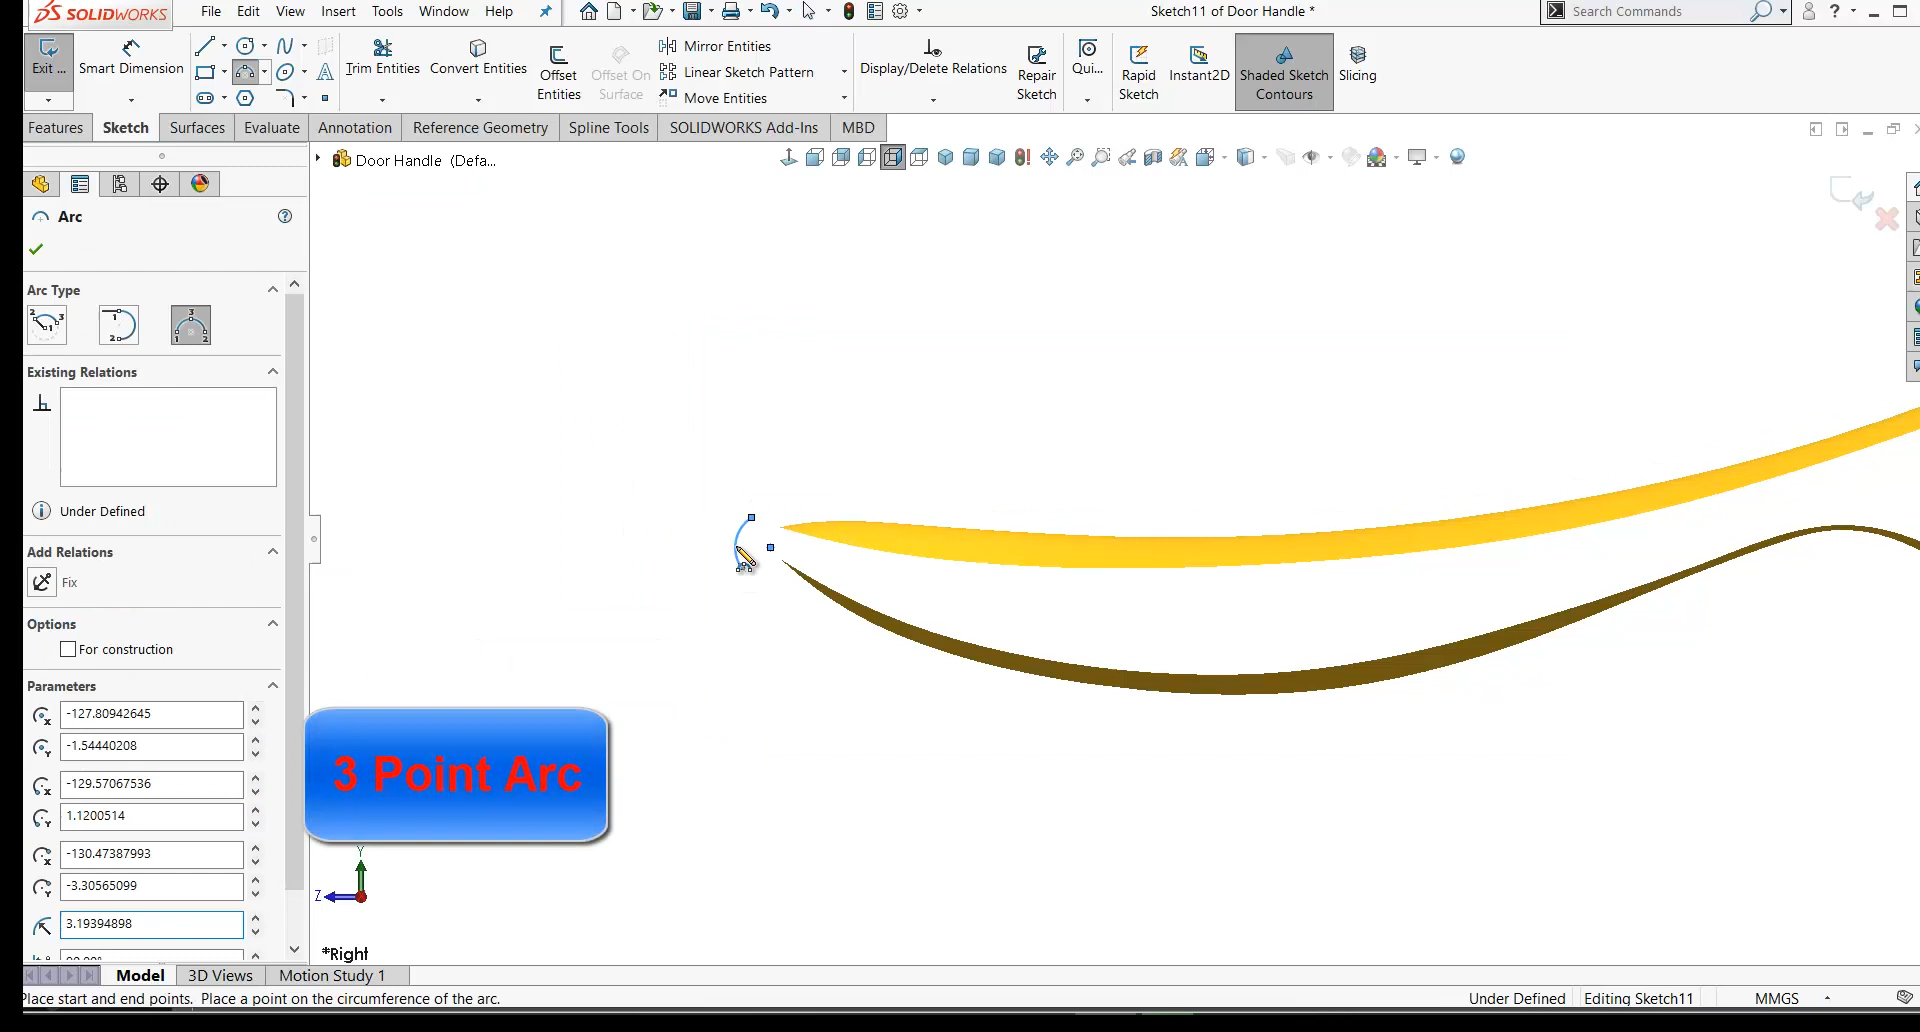 SOLIDWORKS
File Edit View Insert Tools Window Help
Sketch11 of Door Handle *
Search Commands
Exit ...
Smart Dimension
Trim Entities
Convert Entities
Offset Entities
Offset On Surface
Mirror Entities
Linear Sketch Pattern
Move Entities
Display/Delete Relations
Repair Sketch
Qui...
Rapid Sketch
Instant2D
Shaded Sketch Contours
Slicing
Features Sketch Surfaces Evaluate Annotation Reference Geometry Spline Tools SOLIDWORKS Add-Ins MBD
Door Handle (Defa...
Arc
Arc Type
Existing Relations
Under Defined
Add Relations
Fix
Options
For construction
Parameters
-127.80942645
-1.54440208
-129.57067536
1.1200514
-130.47387993
-3.30565099
3.19394898
3 Point Arc
Y
Z
*Right
Model 3D Views Motion Study 1
Place start and end points. Place a point on the circumference of the arc.
Under Defined Editing Sketch11 MMGS